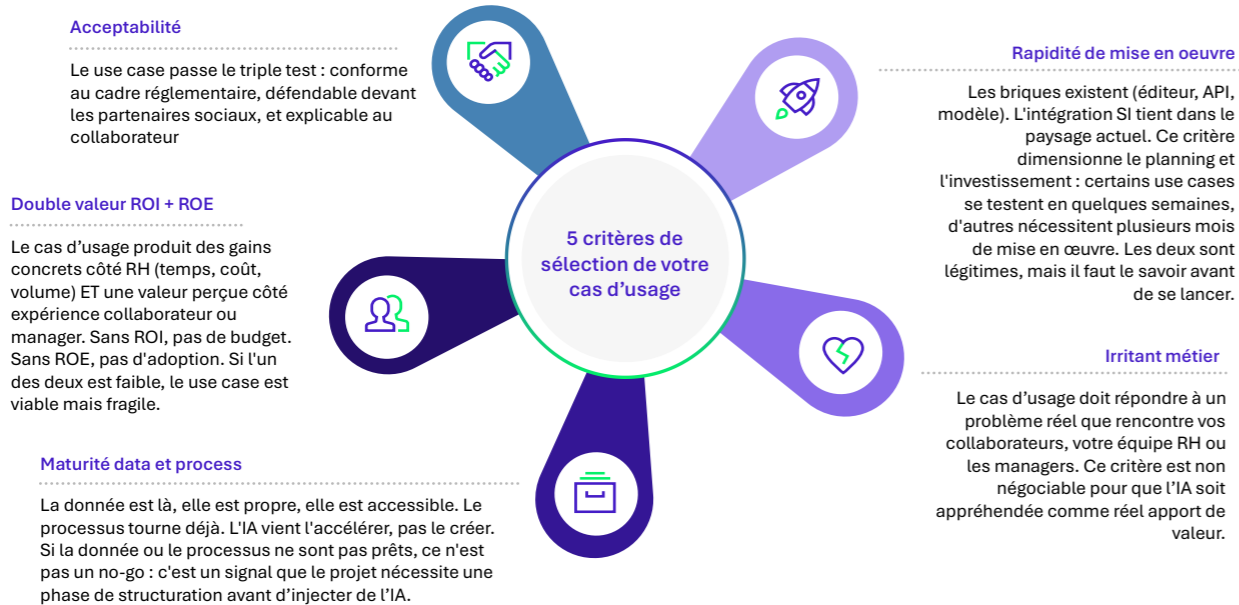 Acceptabilité
Le use case passe le triple test : conforme
au cadre réglementaire, défendable devant
les partenaires sociaux, et explicable au
collaborateur
Double valeur ROI + ROE
Le cas d’usage produit des gains
concrets côté RH (temps, coût,
volume) ET une valeur perçue côté
expérience collaborateur ou
manager. Sans ROI, pas de budget.
Sans ROE, pas d'adoption. Si l'un
des deux est faible, le use case est
viable mais fragile.
Maturité data et process
La donnée est là, elle est propre, elle est accessible. Le
processus tourne déjà. L'IA vient l'accélérer, pas le créer.
Si la donnée ou le processus ne sont pas prêts, ce n'est
pas un no-go : c'est un signal que le projet nécessite une
phase de structuration avant d’injecter de l’IA.
5 critères de
sélection de votre
cas d’usage
Rapidité de mise en oeuvre
Les briques existent (éditeur, API,
modèle). L'intégration SI tient dans le
paysage actuel. Ce critère
dimensionne le planning et
l'investissement : certains use cases
se testent en quelques semaines,
d'autres nécessitent plusieurs mois
de mise en œuvre. Les deux sont
légitimes, mais il faut le savoir avant
de se lancer.
Irritant métier
Le cas d’usage doit répondre à un
problème réel que rencontre vos
collaborateurs, votre équipe RH ou
les managers. Ce critère est non
négociable pour que l’IA soit
appréhendée comme réel apport de
valeur.